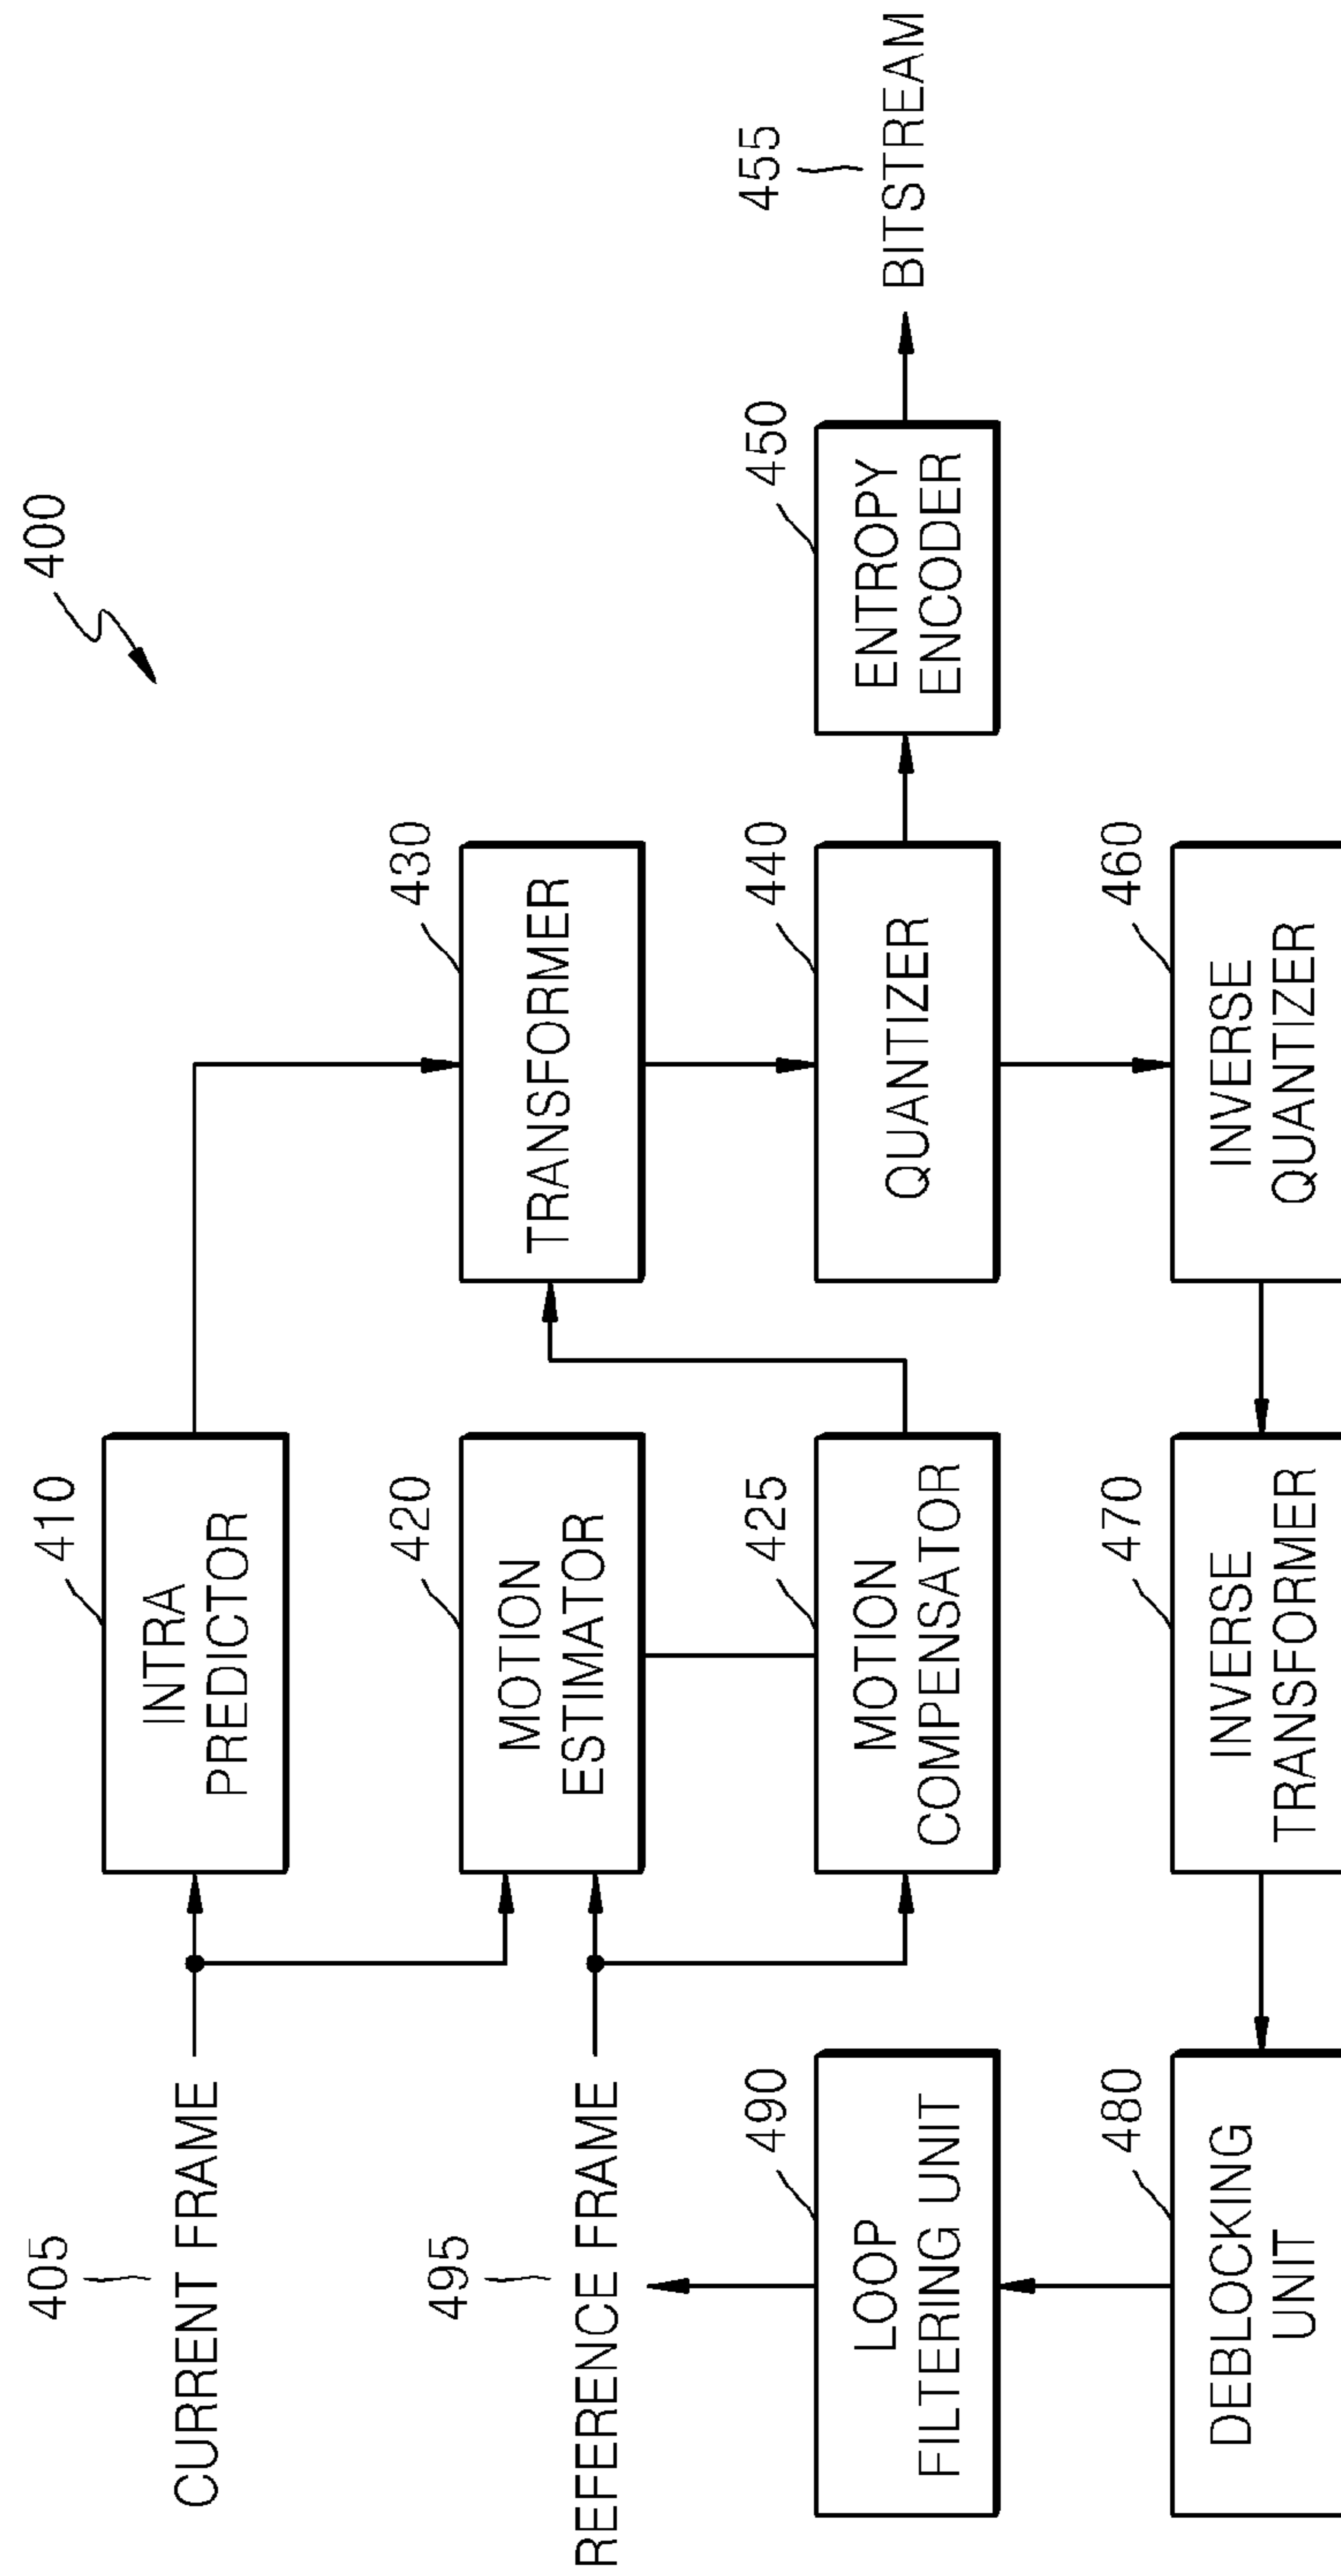 400
405
CURRENT FRAME
410
INTRA
PREDICTOR
495
REFERENCE FRAME
420
MOTION
ESTIMATOR
430
TRANSFORMER
455
BITSTREAM
490
LOOP
FILTERING UNIT
425
MOTION
COMPENSATOR
440
QUANTIZER
450
ENTROPY
ENCODER
480
DEBLOCKING
UNIT
470
INVERSE
TRANSFORMER
460
INVERSE
QUANTIZER